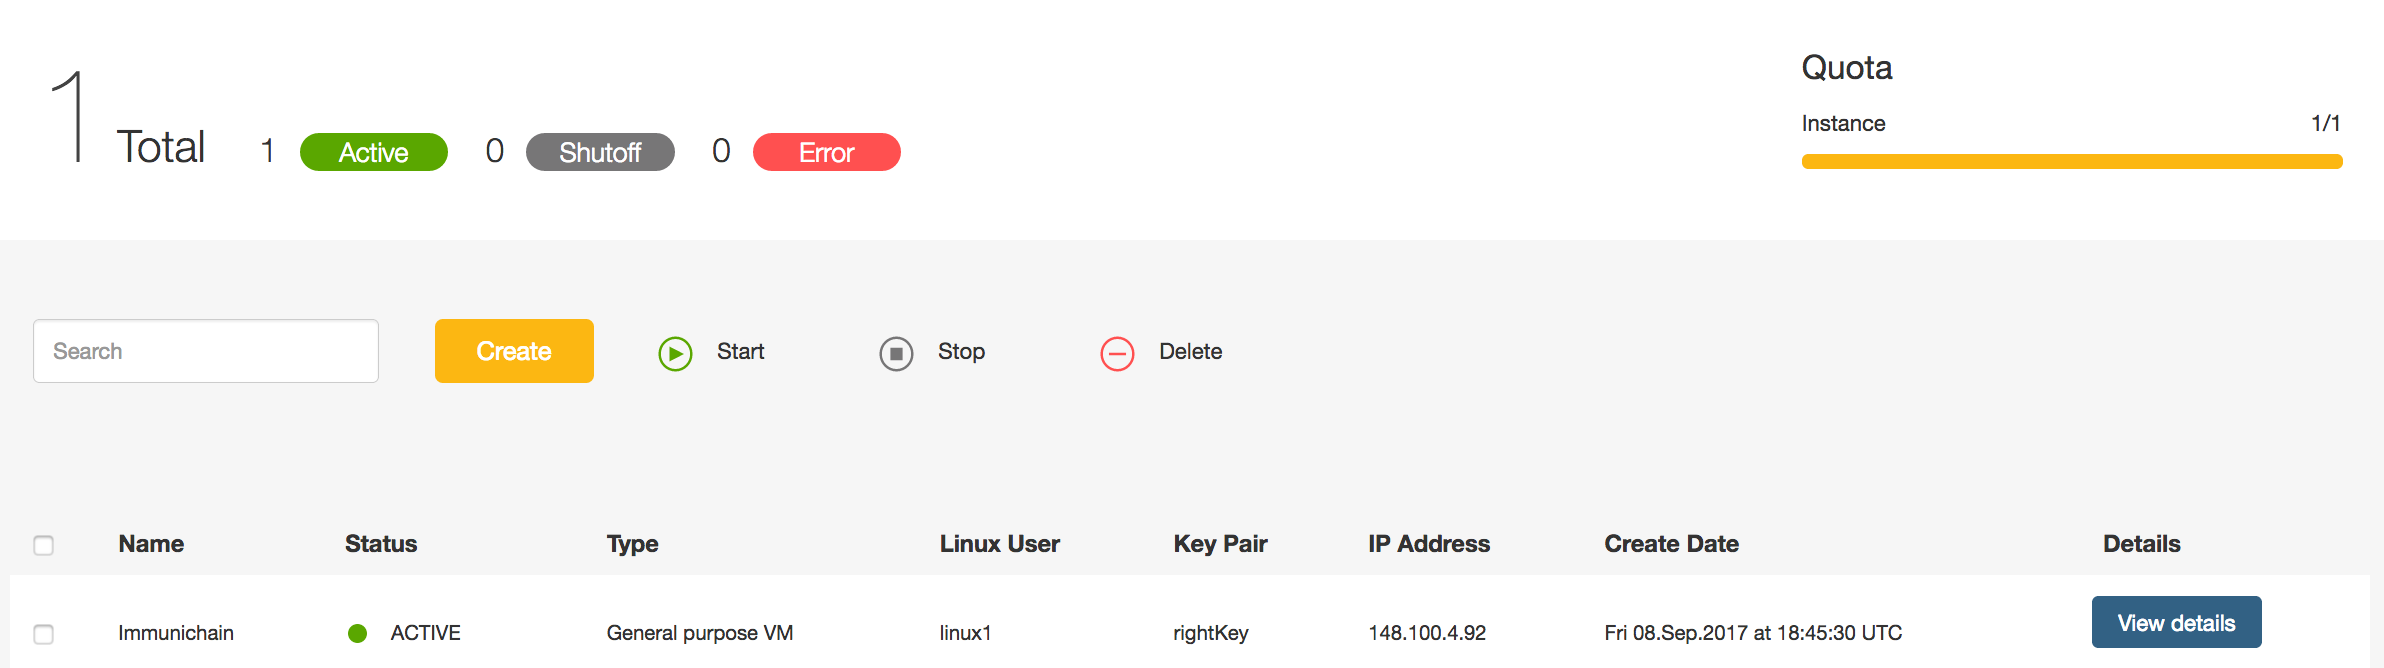 1 Total 1 Active 0 Shutoff 0 Error
Quota
Instance 1/1
Search Create Start Stop Delete
Name Status Type Linux User Key Pair IP Address Create Date Details
Immunichain ACTIVE General purpose VM linux1 rightKey 148.100.4.92 Fri 08.Sep.2017 at 18:45:30 UTC View details